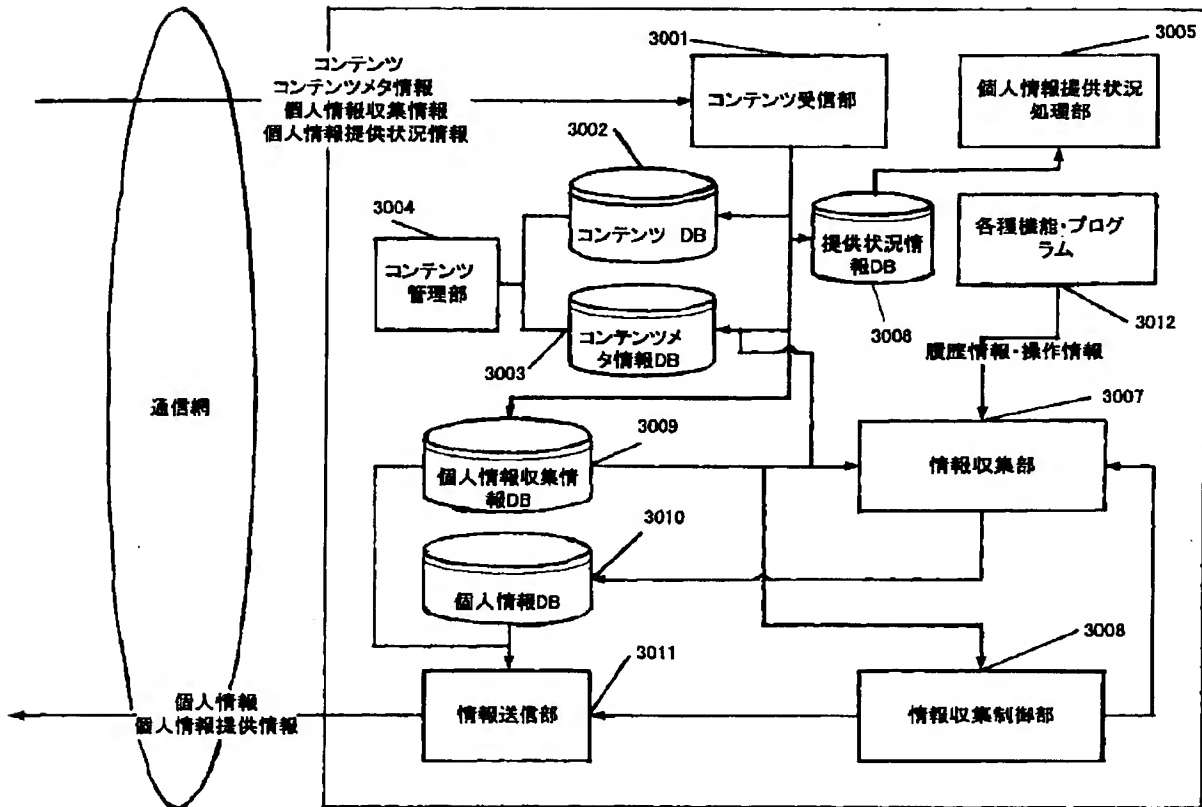 3001
3005
コンテンツ
コンテンツメタ情報
個人情報収集情報
個人情報提供状況情報
コンテンツ受信部
個人情報提供状況
処理部
3002
3004
コンテンツ DB
提供状況情
報DB
各種機能・プログ
ラム
コンテンツ
管理部
3006
3012
コンテンツメ
タ情報DB
3003
履歴情報・操作情報
通信網
3007
3009
個人情報収集情
報DB
情報収集部
3010
個人情報DB
3008
3011
個人情報
個人情報提供情報
情報送信部
情報収集制御部